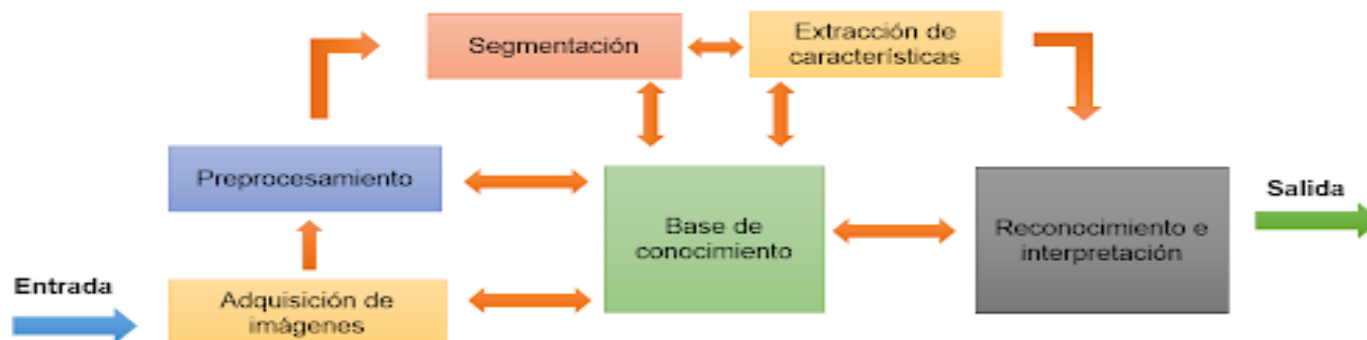 Segmentación
Extracción de
características
Preprocesamiento
Base de
conocimiento
Reconocimiento e
interpretación
Salida
Entrada
Adquisición de
imágenes